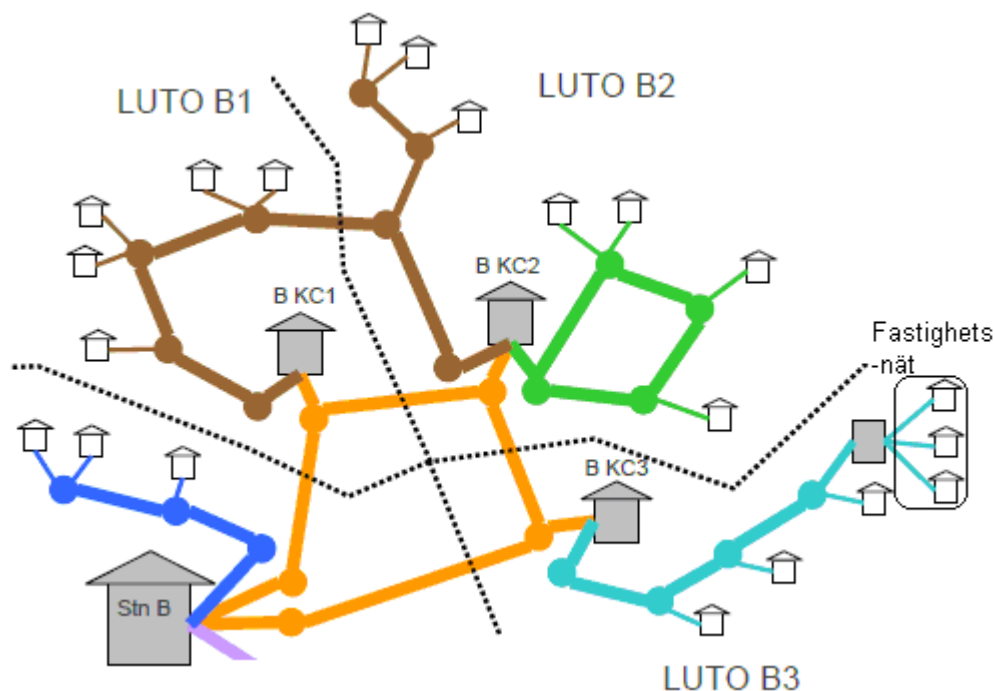 LUTO B1
LUTO B2
B KC2
B KC1
Fastighets
-nät
B KC3
Stn B
LUTO B3